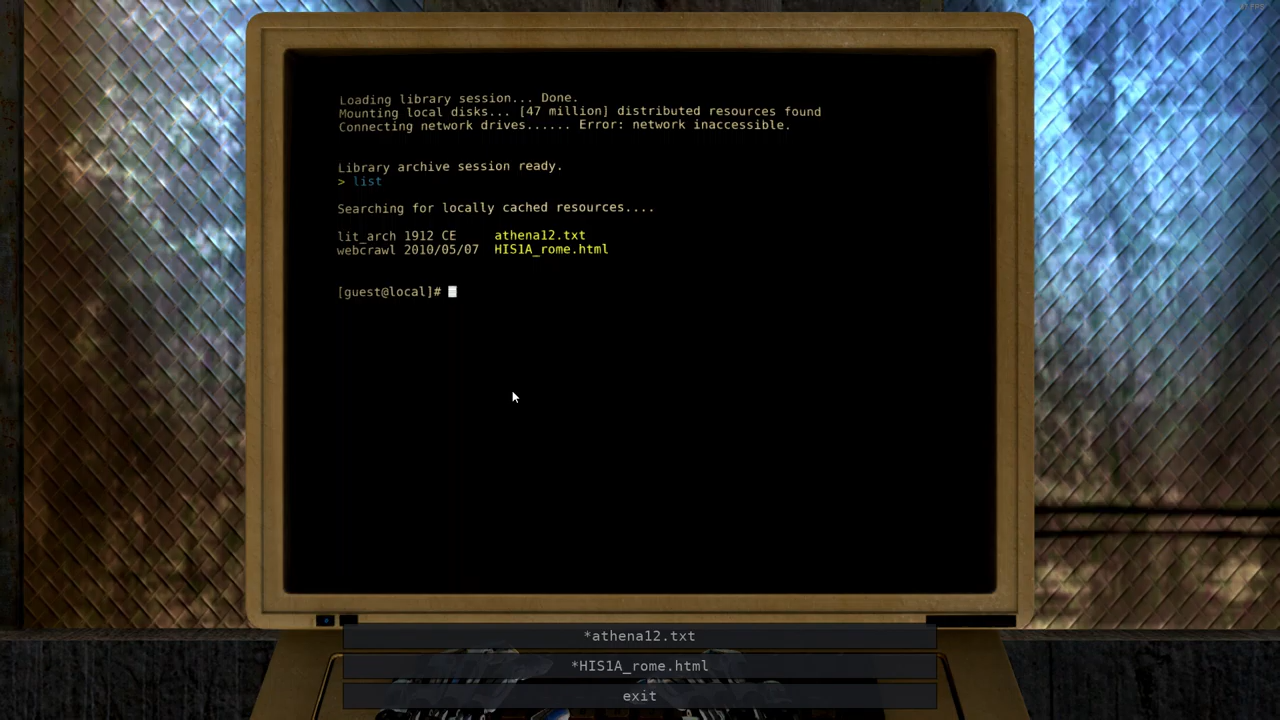 Loading library session... Done.
Mounting local disks... [47 million] distributed resources found
Connecting network drives...... Error: network inaccessible.
Library archive session ready.
> list
Searching for locally cached resources....
lit_arch 1912 CE athena12.txt
webcrawl 2010/05/07 HIS1A_rome.html
[guest@local]#
*athena12.txt
*HIS1A_rome.html
exit